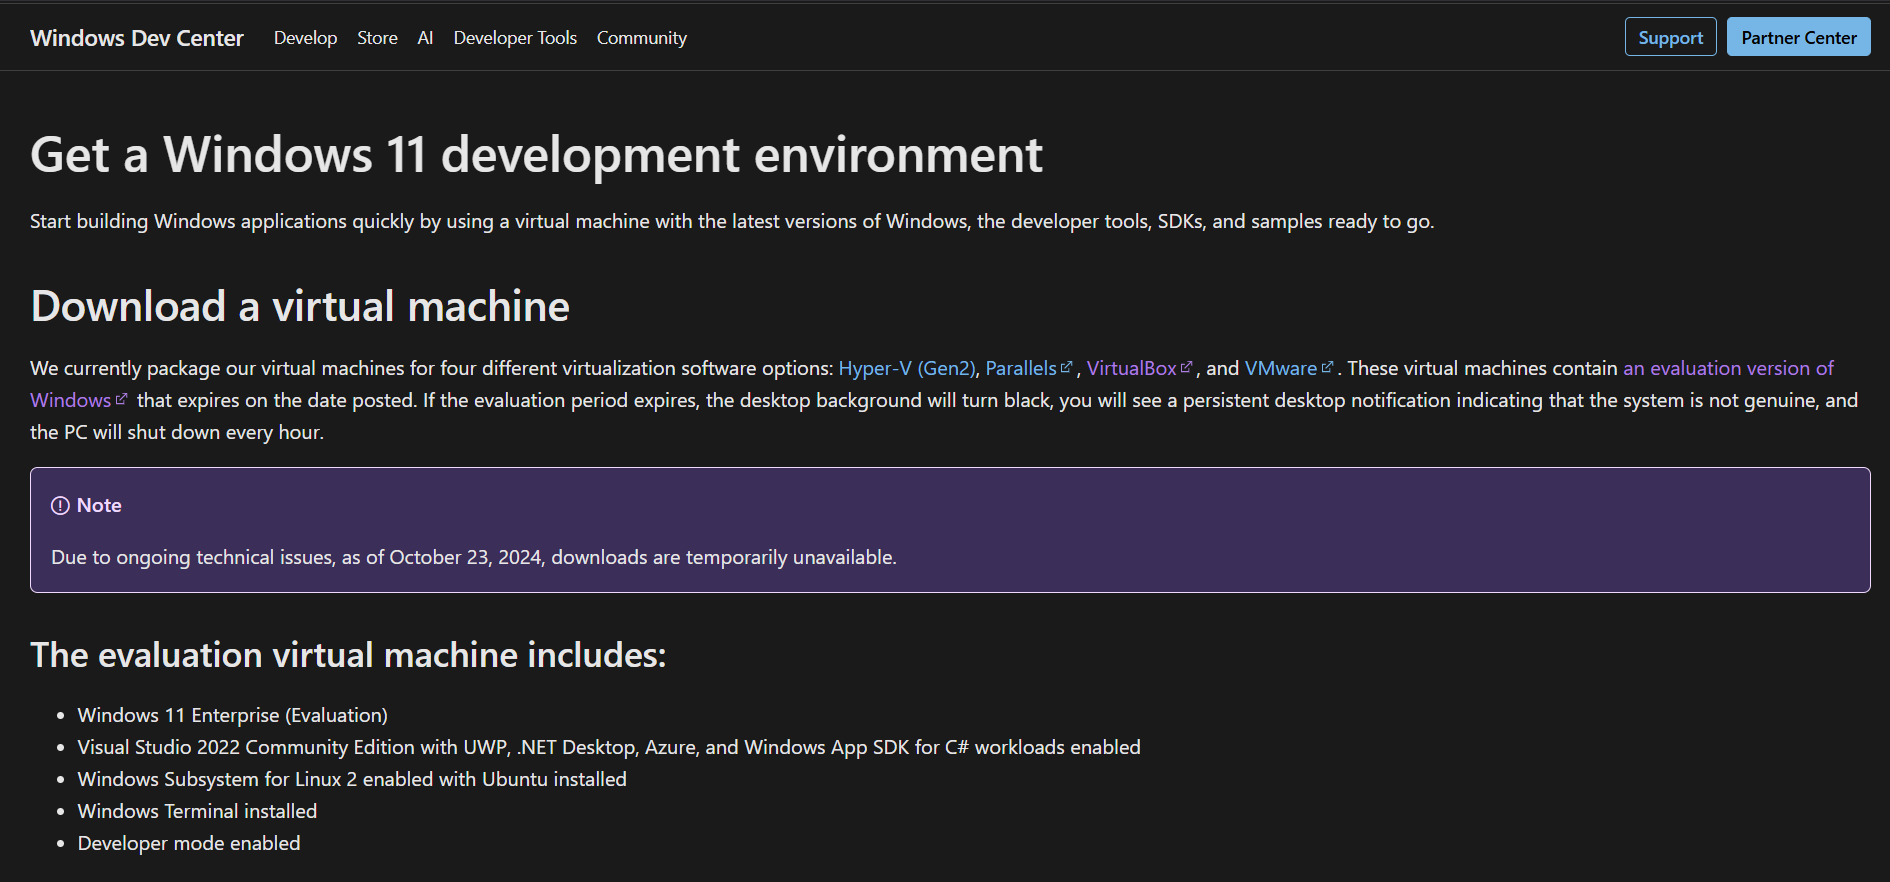 Windows Dev Center Develop Store AI Developer Tools Community Support Partner Center
Get a Windows 11 development environment
Start building Windows applications quickly by using a virtual machine with the latest versions of Windows, the developer tools, SDKs, and samples ready to go.
Download a virtual machine
We currently package our virtual machines for four different virtualization software options: Hyper-V (Gen2), Parallels, VirtualBox, and VMware. These virtual machines contain an evaluation version of
Windows that expires on the date posted. If the evaluation period expires, the desktop background will turn black, you will see a persistent desktop notification indicating that the system is not genuine, and
the PC will shut down every hour.
Note
Due to ongoing technical issues, as of October 23, 2024, downloads are temporarily unavailable.
The evaluation virtual machine includes:
• Windows 11 Enterprise (Evaluation)
• Visual Studio 2022 Community Edition with UWP, .NET Desktop, Azure, and Windows App SDK for C# workloads enabled
• Windows Subsystem for Linux 2 enabled with Ubuntu installed
• Windows Terminal installed
• Developer mode enabled